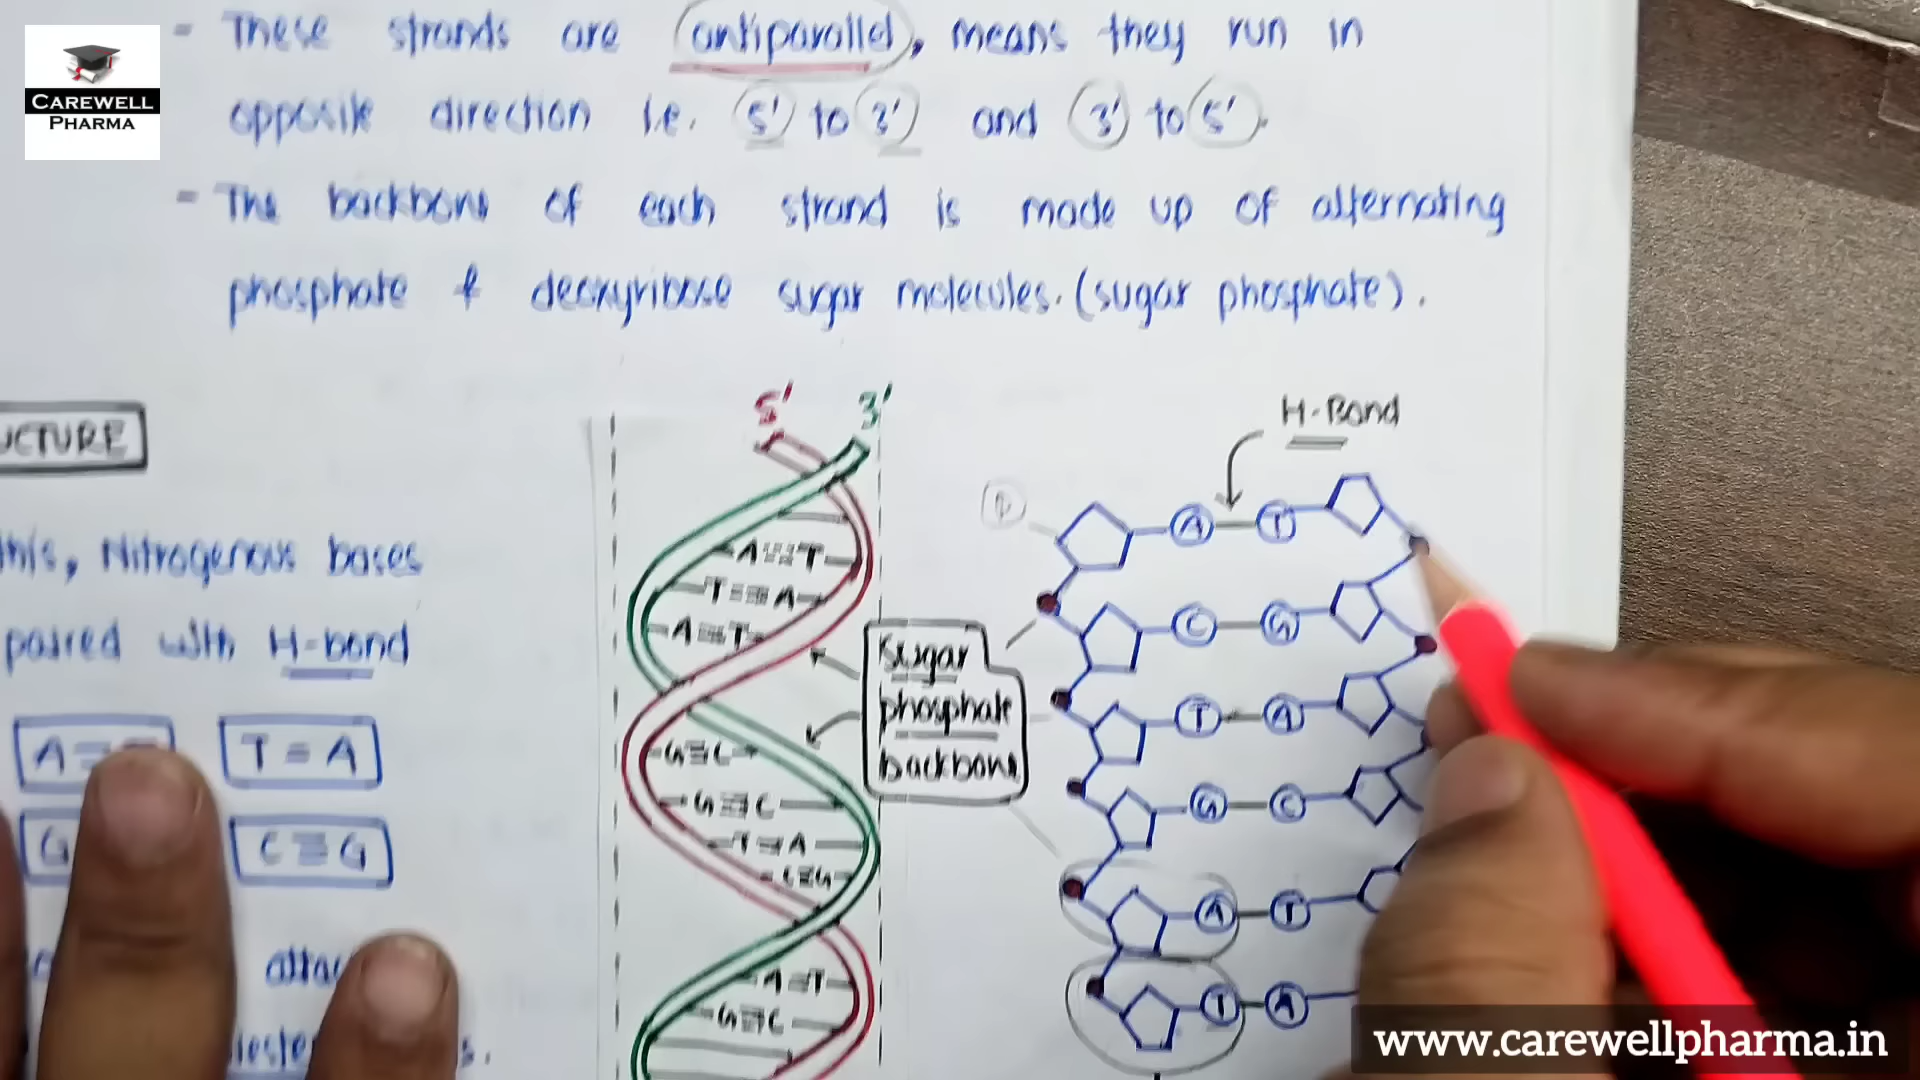 CAREWELL
PHARMA
- These strands are antiparallel, means they run in
opposite direction i.e. 5' to 3' and 3' to 5'.
- The backbone of each strand is made up of alternating
phosphate & deoxyribose sugar molecules. (sugar phosphate).
UCTURE
this, Nitrogenous bases
paired with H-bond
T = A
G
C ≡ G
5' 3'
A T
T A
A T
G C
G C
T A
C G
A T
G C
Sugar
phosphate
backbone
H-Bond
P
A T
C G
T A
G C
A T
T A
www.carewellpharma.in